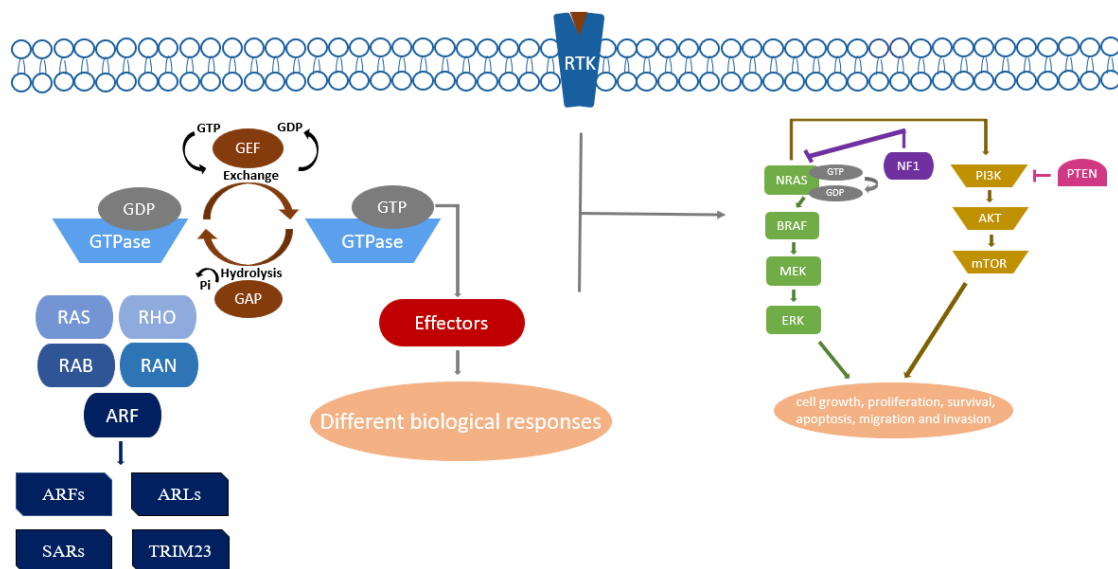 RTK
GTP
GDP
GEF
Exchange
GDP
GTPase
GTP
GTPase
Hydrolysis
Pi
GAP
RAS
RHO
RAB
RAN
ARF
ARFs
ARLs
SARs
TRIM23
Effectors
Different biological responses
NRAS
GTP
GDP
NF1
PI3K
PTEN
BRAF
AKT
MEK
mTOR
ERK
cell growth, proliferation, survival,
apoptosis, migration and invasion